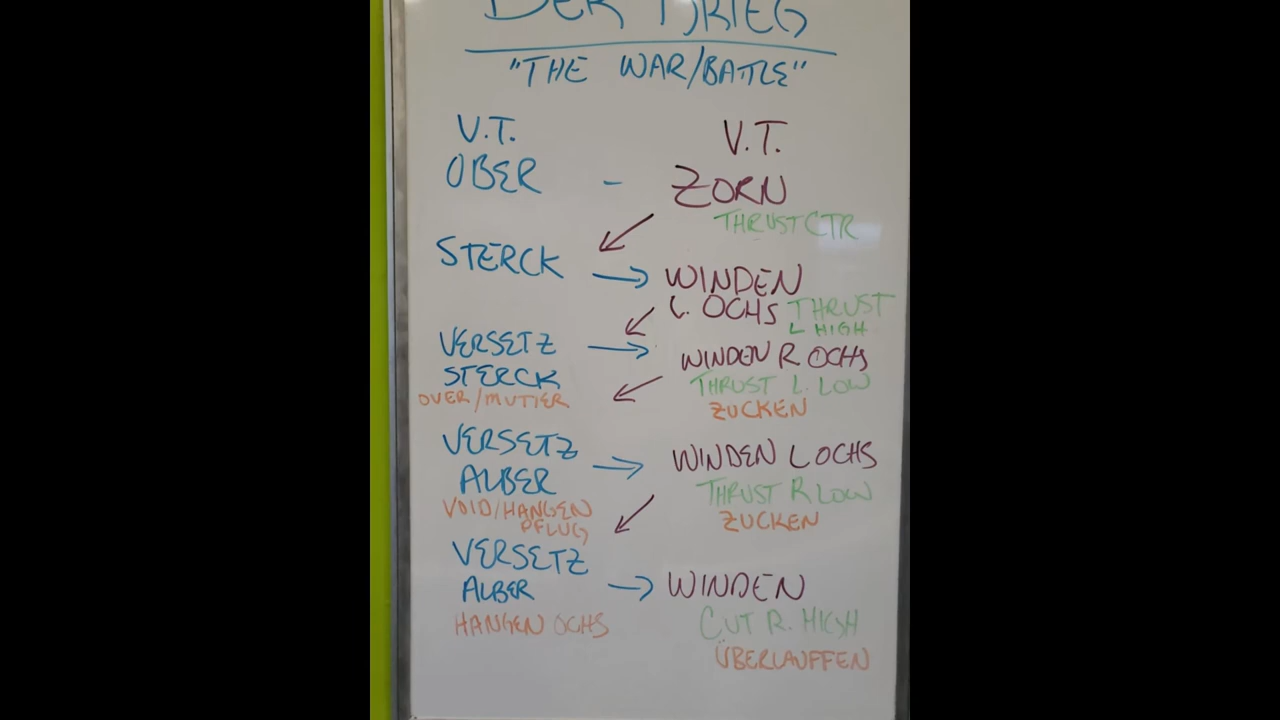 DER KRIEG
"THE WAR/BATTLE"
V.T. V.T.
OBER - ZORN
THRUST CTR
STERCK WINDEN
L. OCHS THRUST
L HIGH
VERSETZ WINDEN R OCHS
STERCK THRUST L. LOW
OVER/MUTIER ZUCKEN
VERSETZ WINDEN L OCHS
ALBER THRUST R LOW
VOID/HANGEN ZUCKEN
PFLUG
VERSETZ
ALBER WINDEN
HANGEN OCHS CUT R. HIGH
ÜBERLAUFFEN